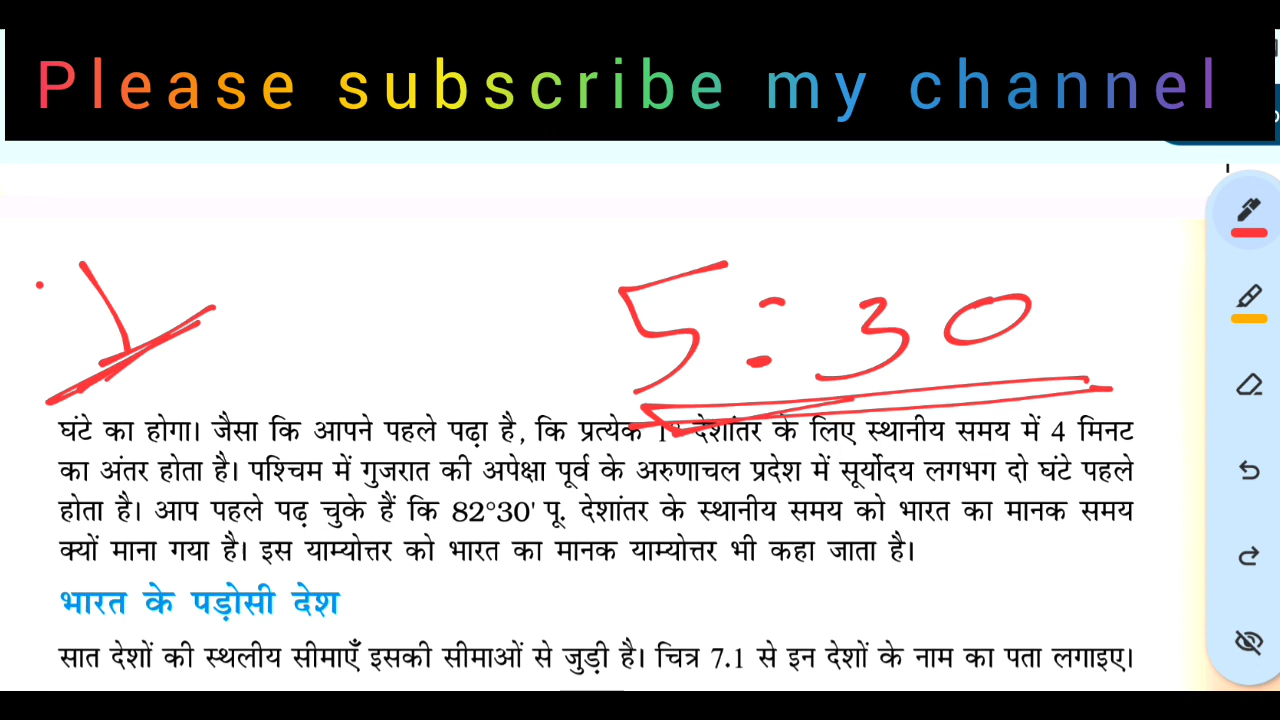 Please subscribe my channel
5:30
घंटे का होगा। जैसा कि आपने पहले पढ़ा है, कि प्रत्येक 1° देशांतर के लिए स्थानीय समय में 4 मिनट
का अंतर होता है। पश्चिम में गुजरात की अपेक्षा पूर्व के अरुणाचल प्रदेश में सूर्योदय लगभग दो घंटे पहले
होता है। आप पहले पढ़ चुके हैं कि 82°30' पू. देशांतर के स्थानीय समय को भारत का मानक समय
क्यों माना गया है। इस याम्योत्तर को भारत का मानक याम्योत्तर भी कहा जाता है।
भारत के पड़ोसी देश
सात देशों की स्थलीय सीमाएँ इसकी सीमाओं से जुड़ी है। चित्र 7.1 से इन देशों के नाम का पता लगाइए।